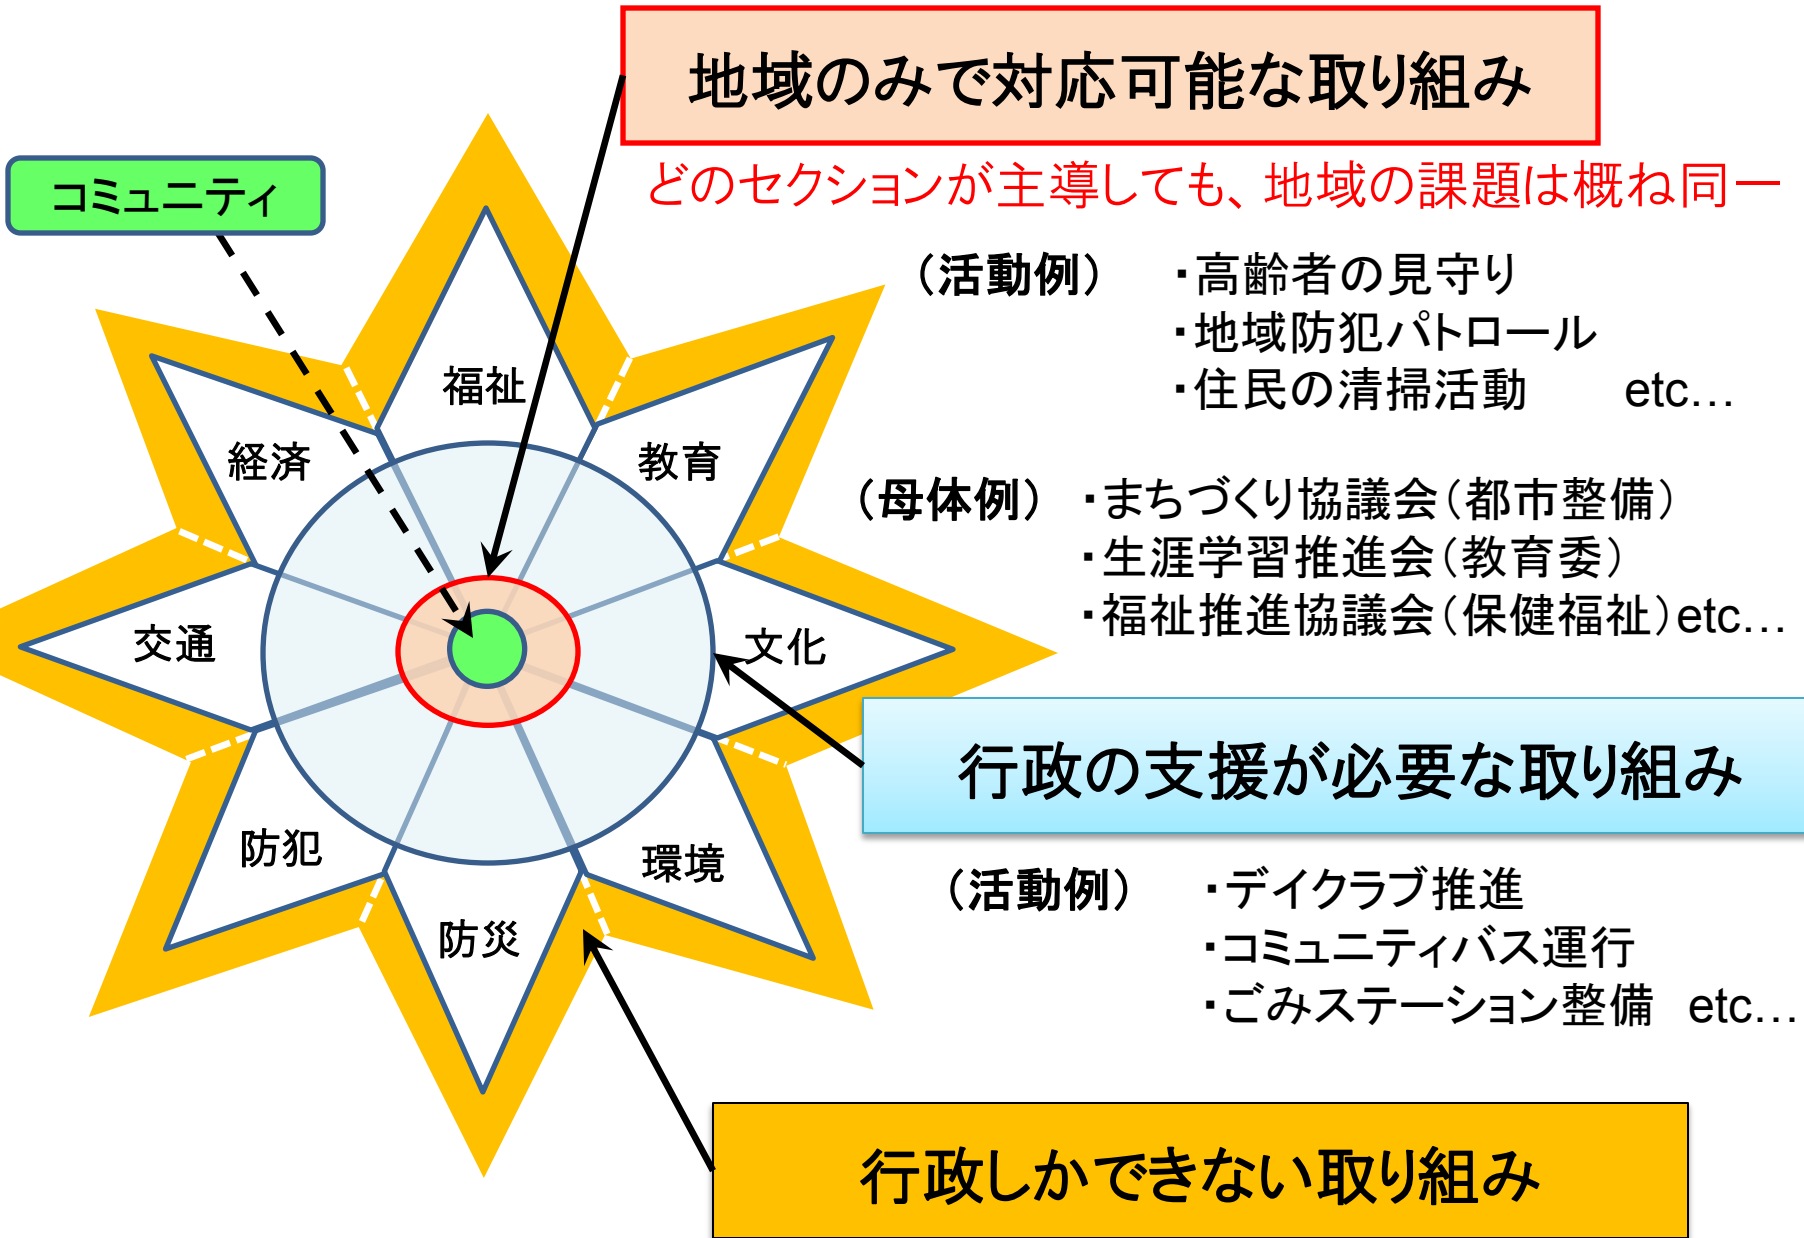 地域のみで対応可能な取り組み
コミュニティ
どのセクションが主導しても、地域の課題は概ね同一
（活動例）　・高齢者の見守り
・地域防犯パトロール
・住民の清掃活動　　etc…
福祉
経済
教育
（母体例）・まちづくり協議会（都市整備）
・生涯学習推進会（教育委）
・福祉推進協議会（保健福祉）etc…
交通
文化
行政の支援が必要な取り組み
防犯
環境
防災
（活動例）　・デイクラブ推進
・コミュニティバス運行
・ごみステーション整備　etc…
行政しかできない取り組み